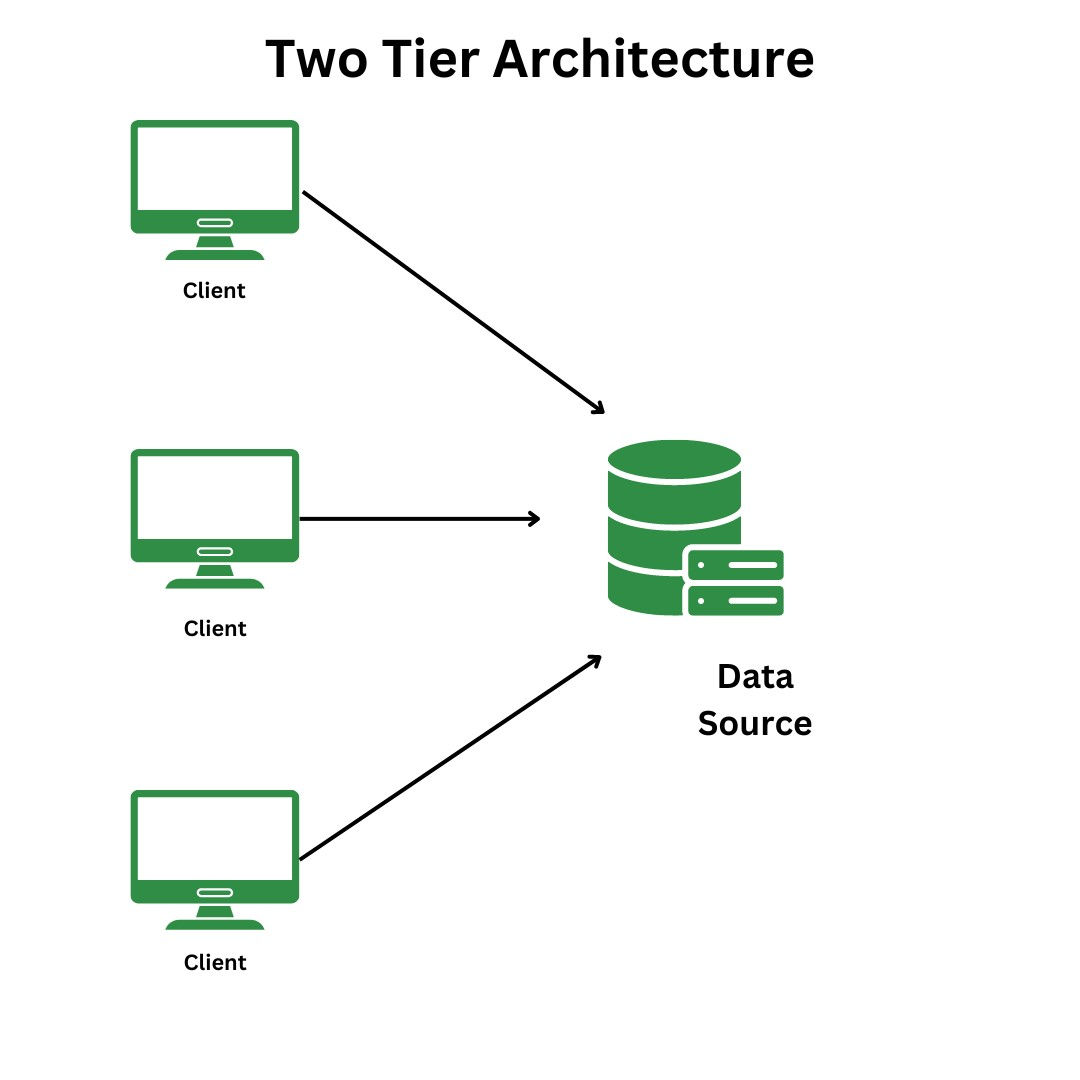 Two Tier Architecture
Client
Client
Data
Source
Client